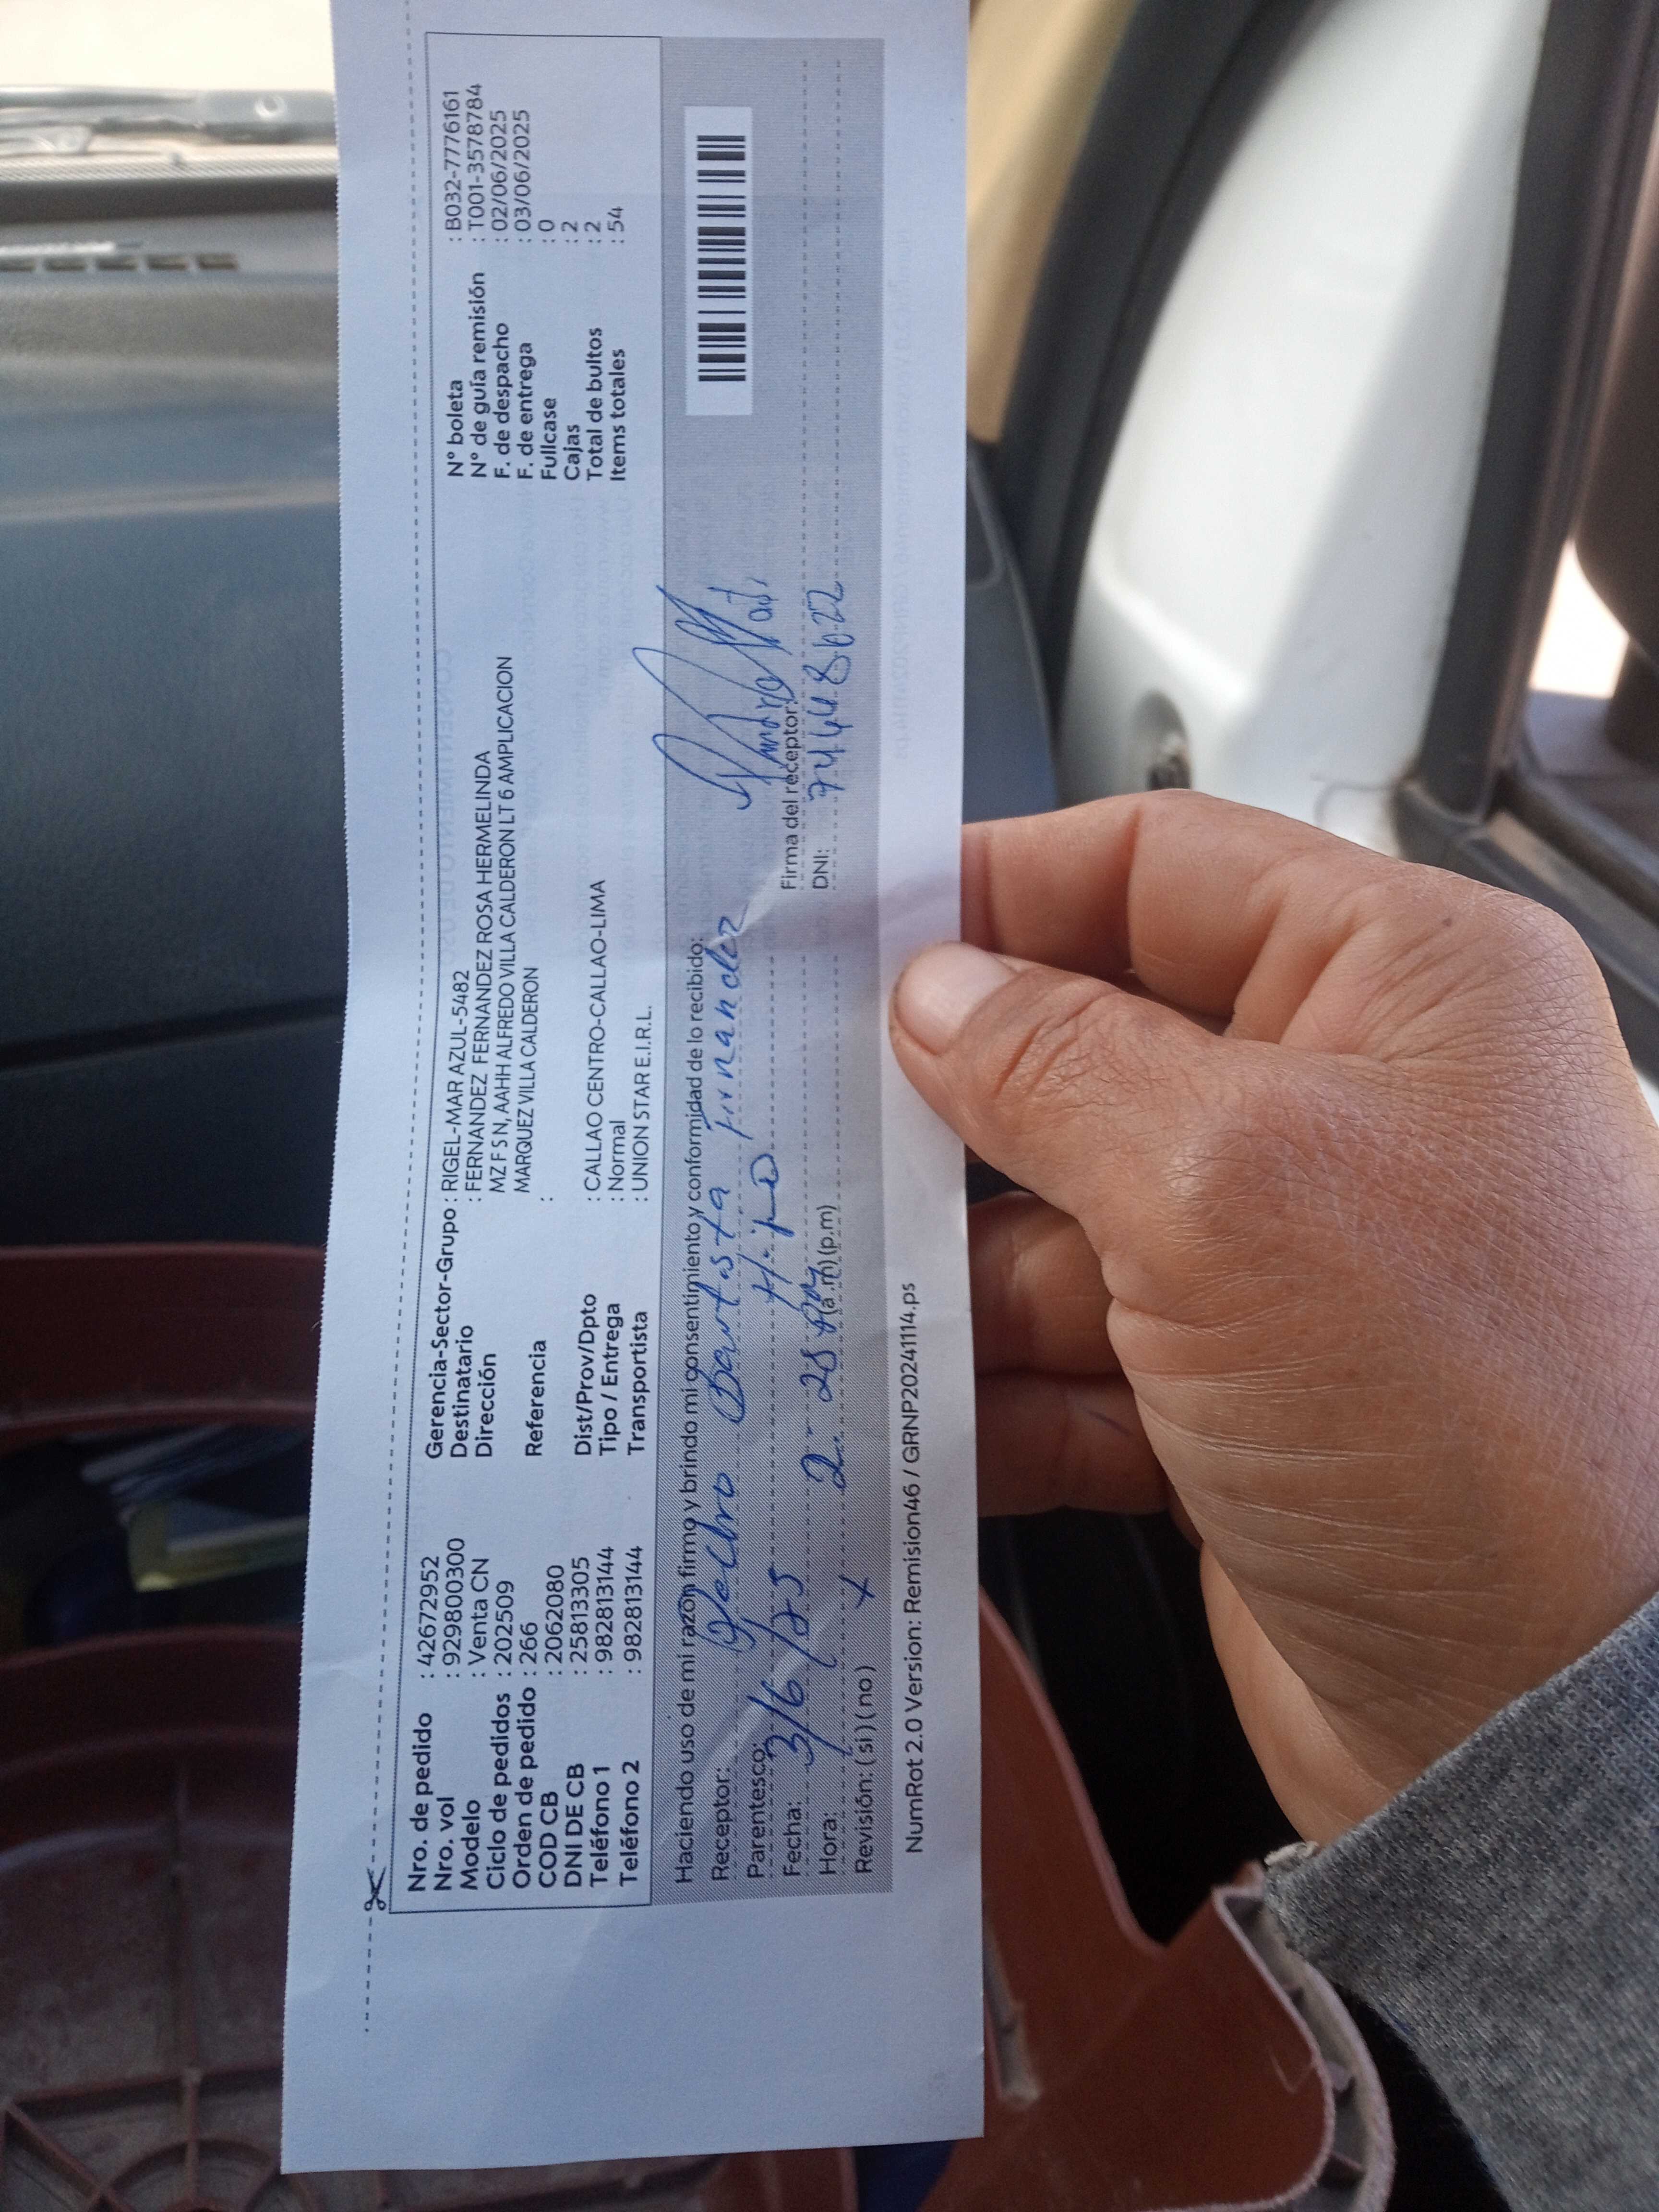 Nro. de pedido : 42672952
Nro. vol : 929800300
Modelo : Venta CN
Ciclo de pedidos : 202509
Orden de pedido : 266
COD CB : 2062080
DNI DE CB : 25813305
Teléfono 1 : 982813144
Teléfono 2 : 982813144
Gerencia-Sector-Grupo : RIGEL-MAR AZUL-5482
Destinatario : FERNANDEZ FERNANDEZ ROSA HERMELINDA
Dirección MZ F S N, AAHH ALFREDO VILLA CALDERON LT 6 AMPLICACION
MARQUEZ VILLA CALDERON
Referencia :
Dist/Prov/Dpto : CALLAO CENTRO-CALLAO-LIMA
Tipo / Entrega : Normal
Transportista : UNION STAR E.I.R.L.
N° boleta : B032-7776161
N° de guía remisión : T001-3578784
F. de despacho : 02/06/2025
F. de entrega : 03/06/2025
Fullcase : 0
Cajas : 2
Total de bultos : 2
Items totales : 54
Haciendo uso de mi razón firmo y brindo mi consentimiento y conformidad de lo recibido:
Receptor: Pedro Bautista Fernandez
Parentesco: Hijo
Fecha: 3/6/25
Hora: 2 (a.m) (p.m)
Revisión: ( si ) ( no ) X
Firma del receptor:
DNI: 74448622
NumRot 2.0 Version: Remision46 / GRNP20241114.ps